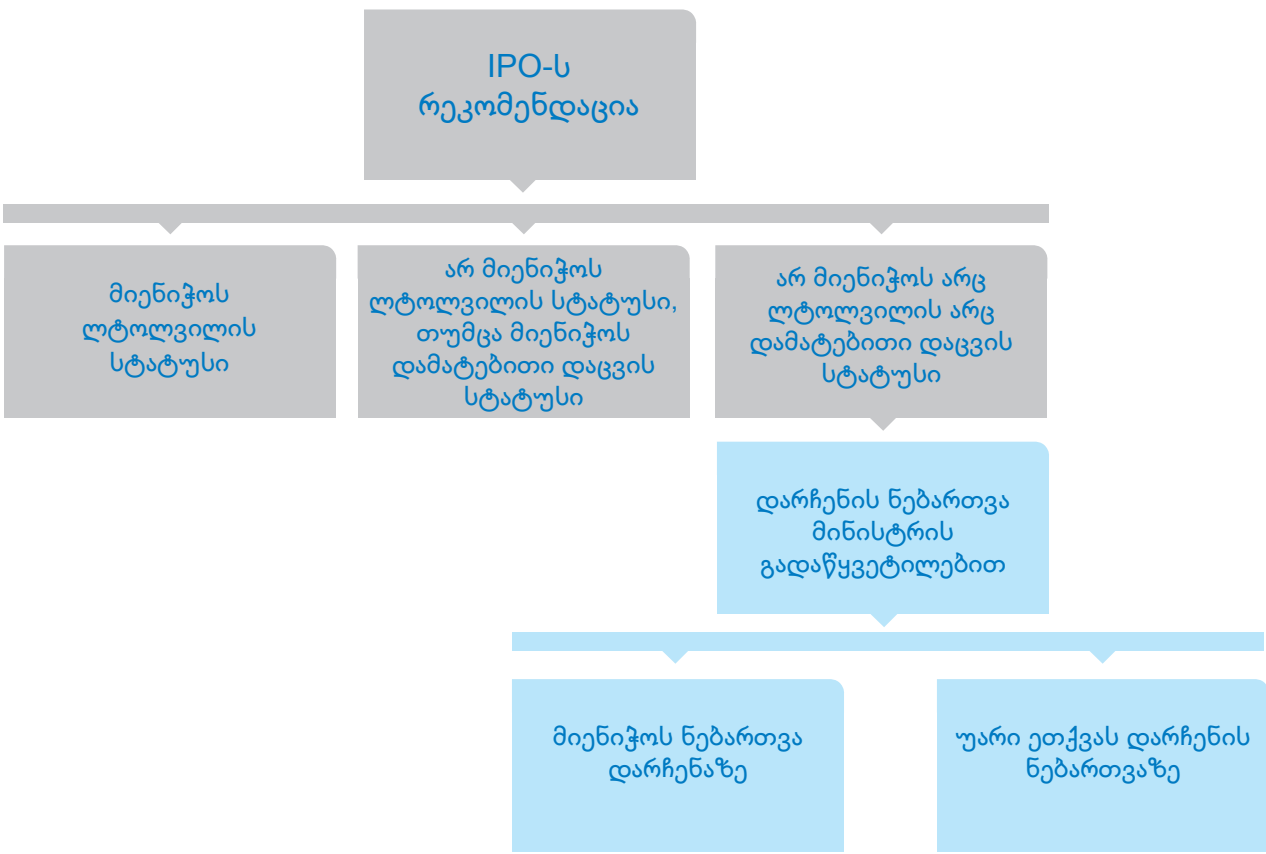 IPO-ს
რეკომენდაცია
მიენიჭოს
ლტოლვილის
სტატუსი
არ მიენიჭოს
ლტოლვილის სტატუსი,
თუმცა მიენიჭოს
დამატებითი დაცვის
სტატუსი
არ მიენიჭოს არც
ლტოლვილის არც
დამატებითი დაცვის
სტატუსი
დარჩენის ნებართვა
მინისტრის
გადაწყვეტილებით
მიენიჭოს ნებართვა
დარჩენაზე
უარი ეთქვას დარჩენის
ნებართვაზე